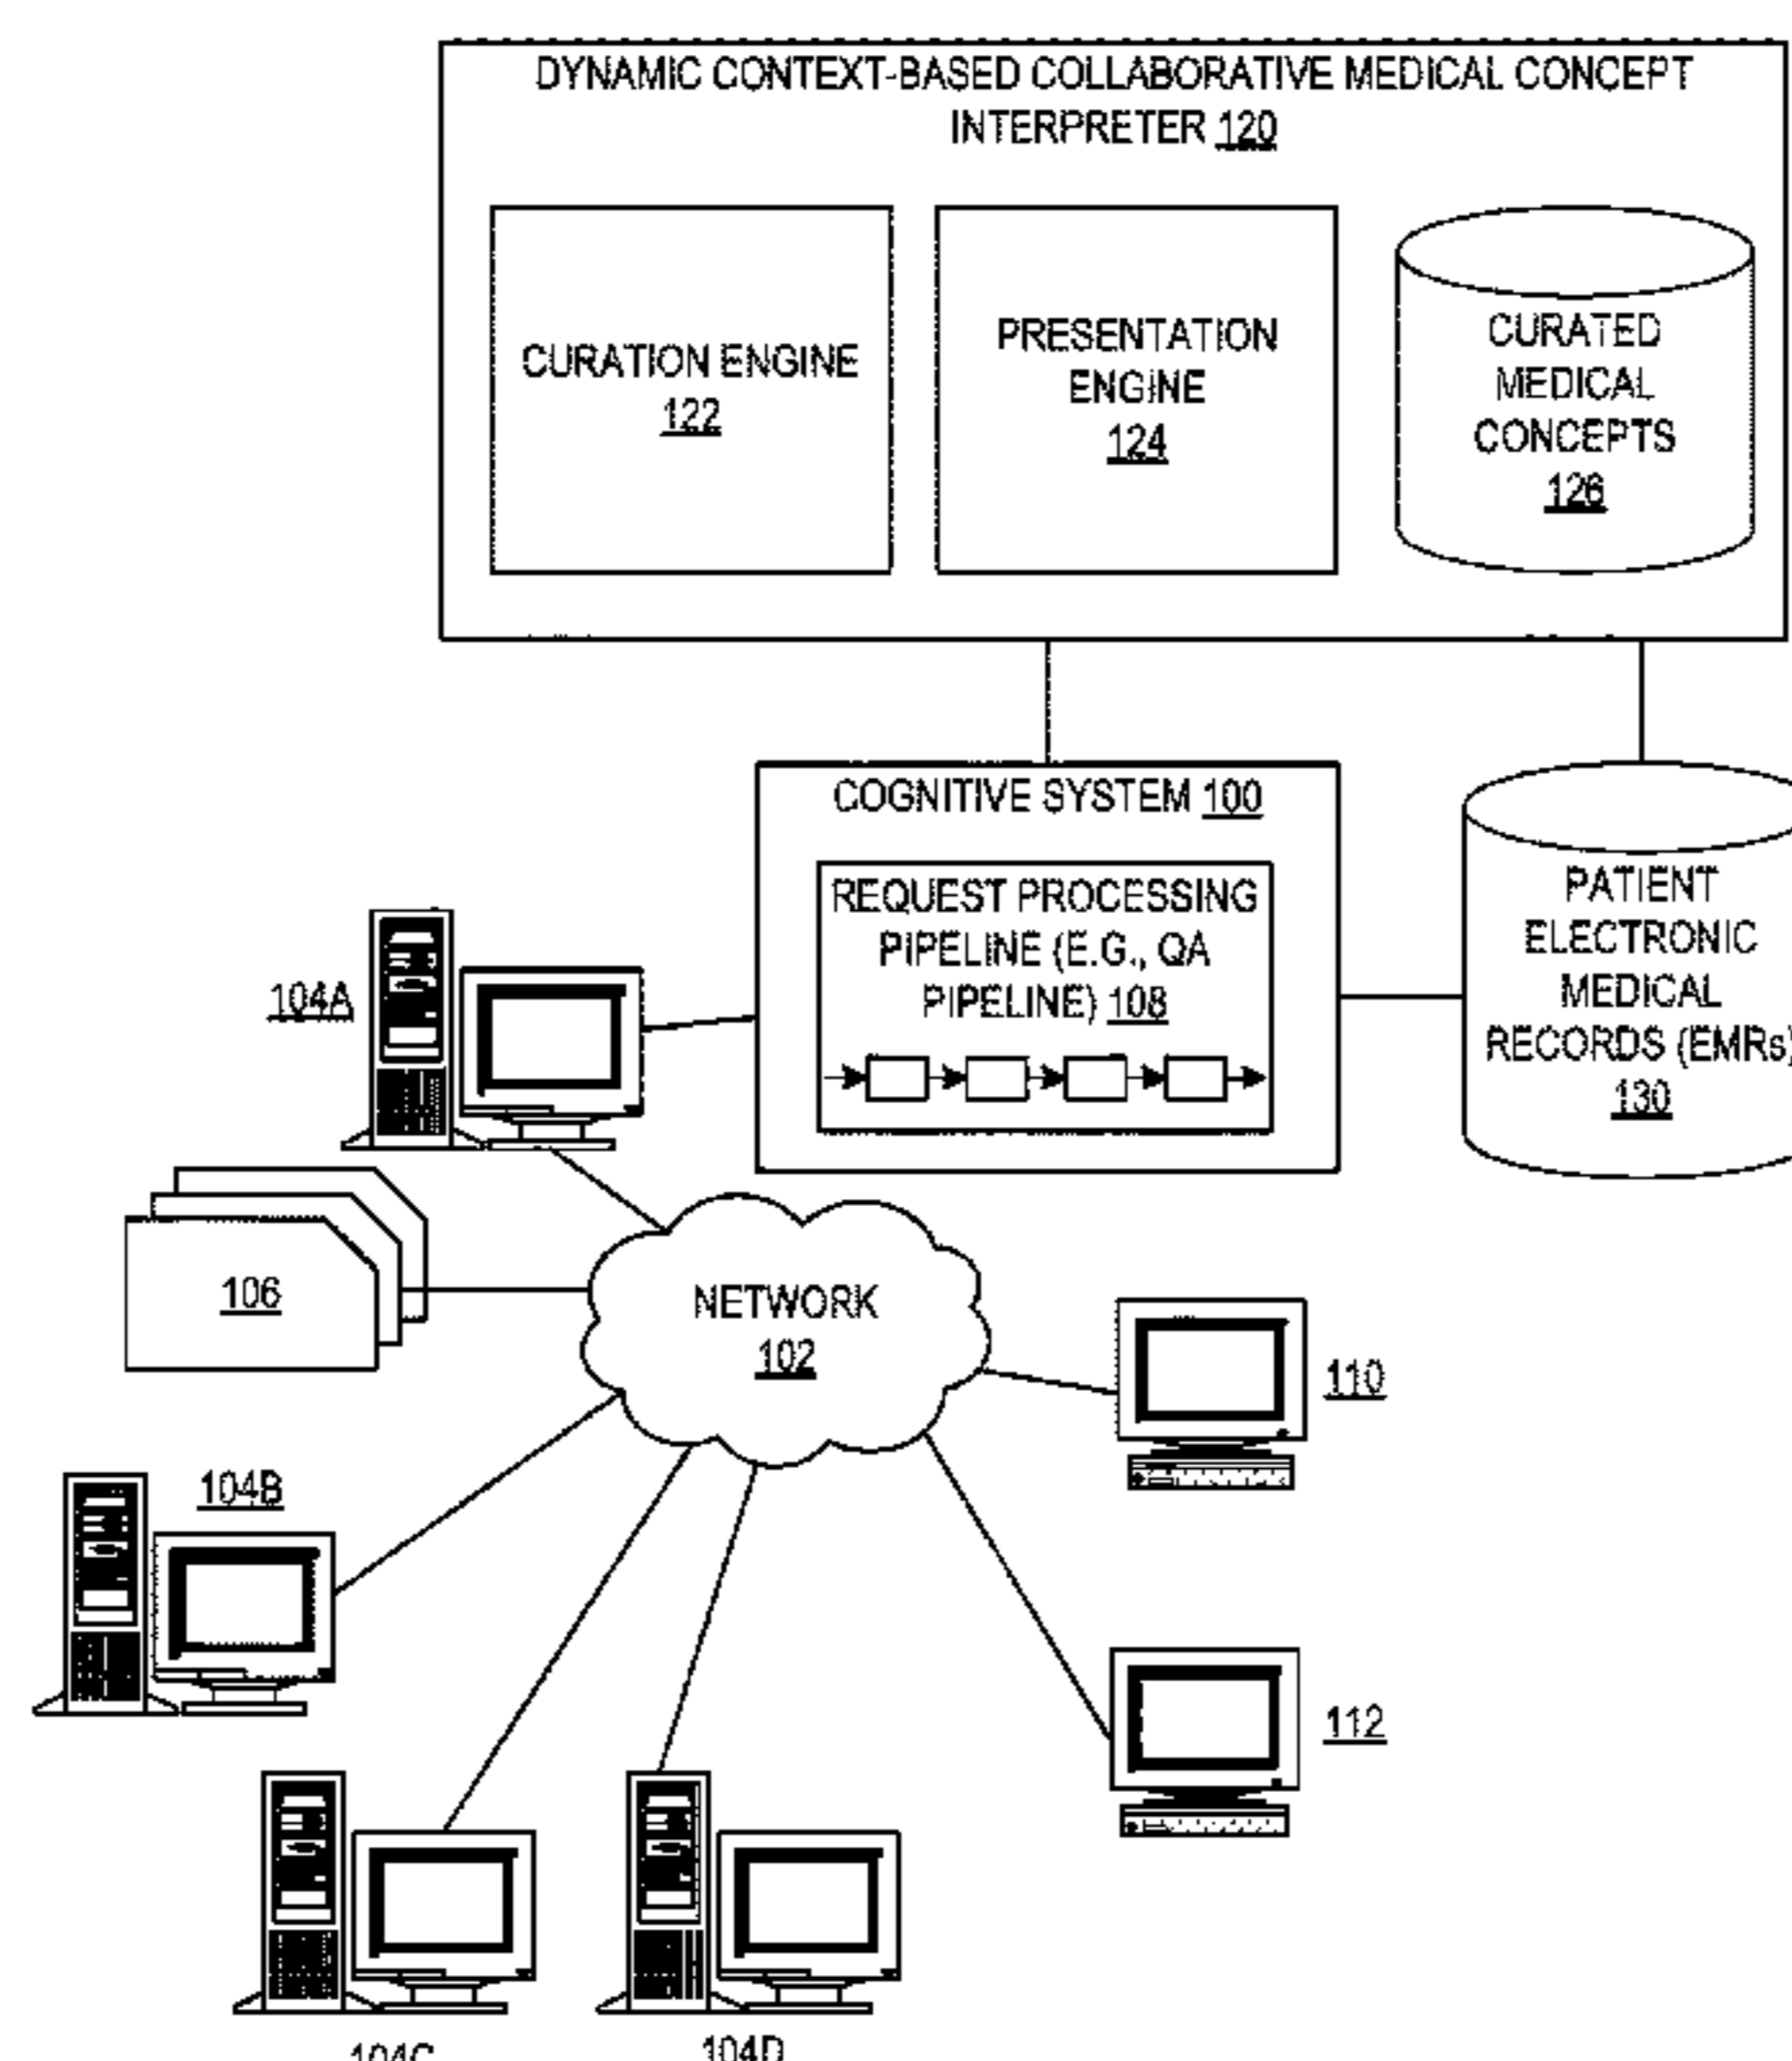 DYNAMIC CONTEXT-BASED COLLABORATIVE MEDICAL CONCEPT
INTERPRETER 120
CURATION ENGINE
122
PRESENTATION
ENGINE
124
CURATED
MEDICAL
CONCEPTS
126
COGNITIVE SYSTEM 100
REQUEST PROCESSING
PIPELINE (E.G., QA
PIPELINE) 108
PATIENT
ELECTRONIC
MEDICAL
RECORDS (EMRs)
130
104A
106
NETWORK
102
110
104B
112
104C
104D